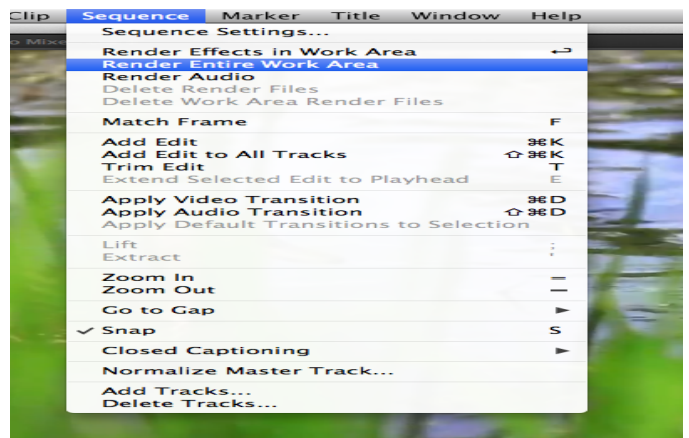 Clip Sequence Marker Title Window Help
o Mixe
Sequence Settings...
Render Effects in Work Area ↩
Render Entire Work Area
Render Audio
Delete Render Files
Delete Work Area Render Files
Match Frame F
Add Edit ⌘K
Add Edit to All Tracks ⇧⌘K
Trim Edit T
Extend Selected Edit to Playhead E
Apply Video Transition ⌘D
Apply Audio Transition ⇧⌘D
Apply Default Transitions to Selection
Lift ;
Extract '
Zoom In =
Zoom Out —
Go to Gap ▶
✓ Snap S
Closed Captioning ▶
Normalize Master Track...
Add Tracks...
Delete Tracks...